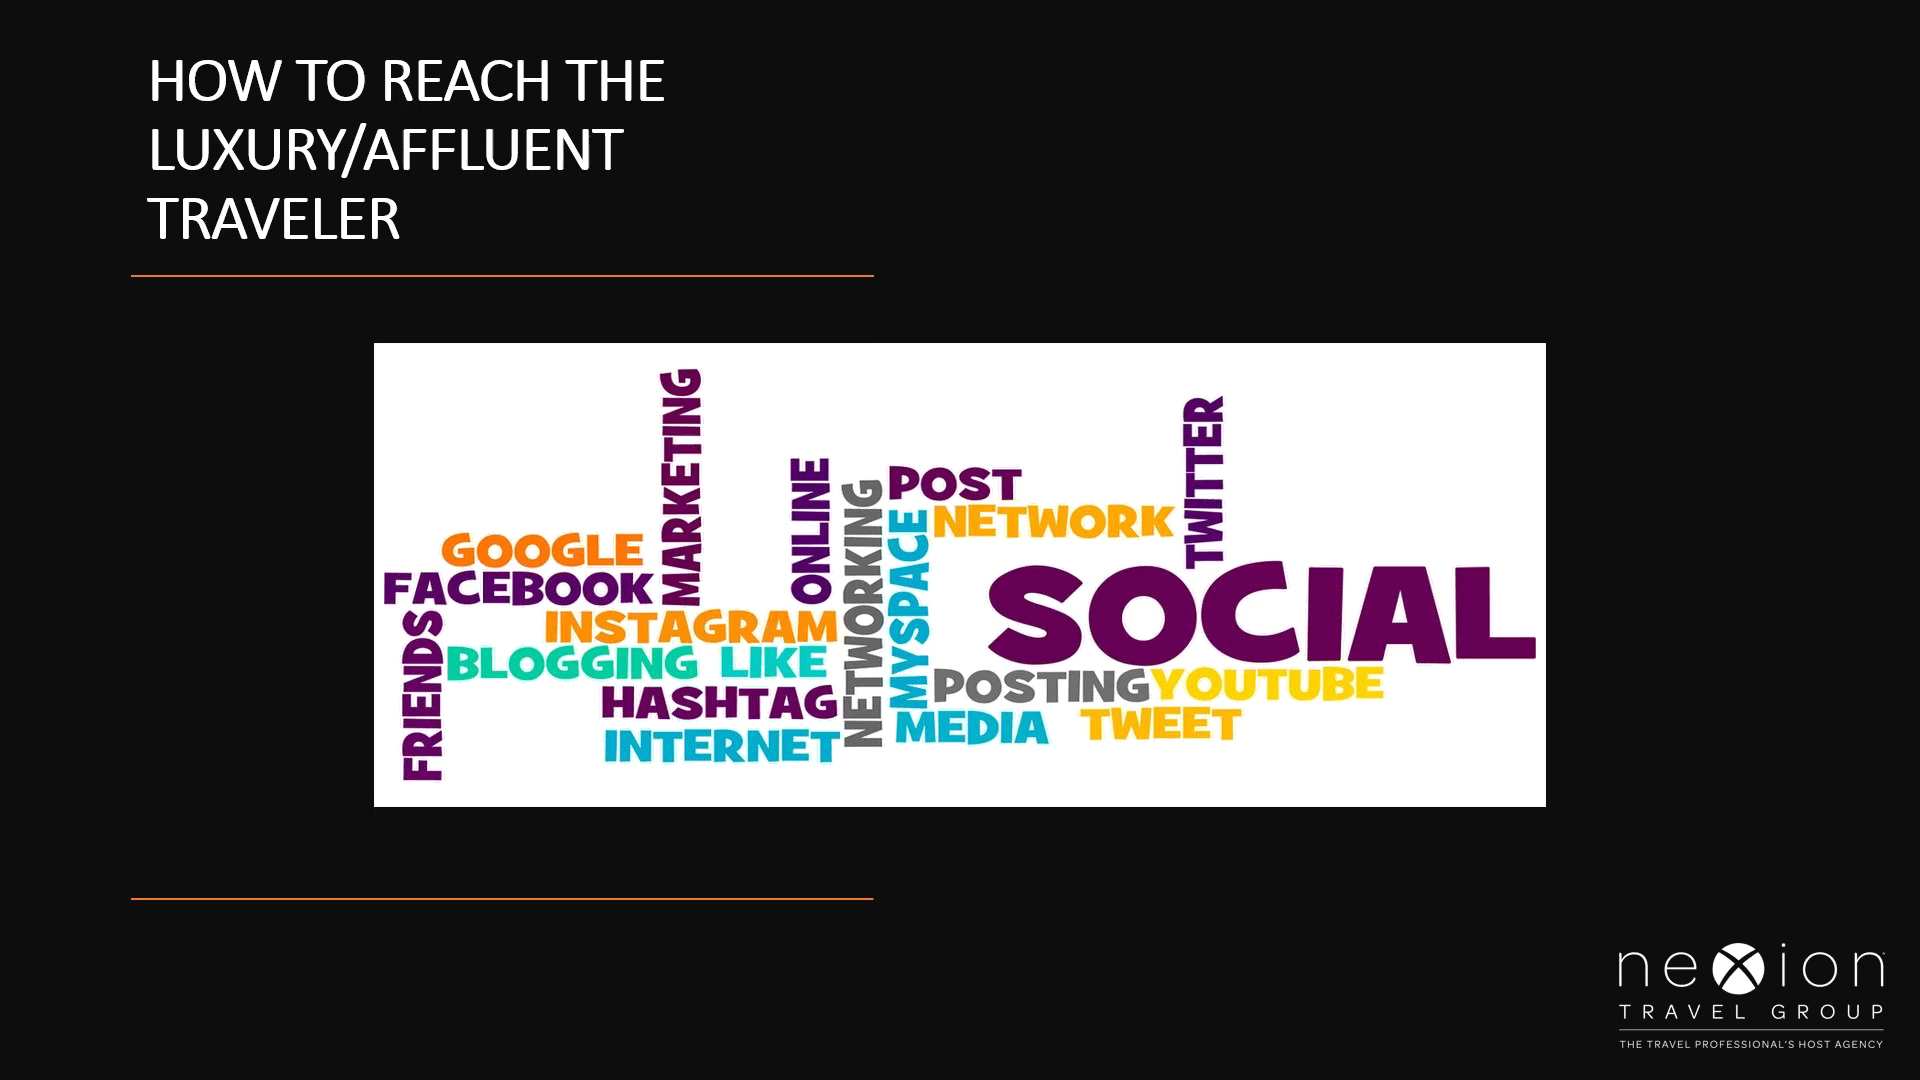 HOW TO REACH THE
LUXURY/AFFLUENT
TRAVELER
MARKETING
TWITTER
ONLINE
POST
NETWORKING
NETWORK
MYSPACE
GOOGLE
FACEBOOK
SOCIAL
INSTAGRAM
FRIENDS
BLOGGING LIKE
POSTING YOUTUBE
HASHTAG
MEDIA TWEET
INTERNET
nexion
TRAVEL GROUP
THE TRAVEL PROFESSIONAL'S HOST AGENCY